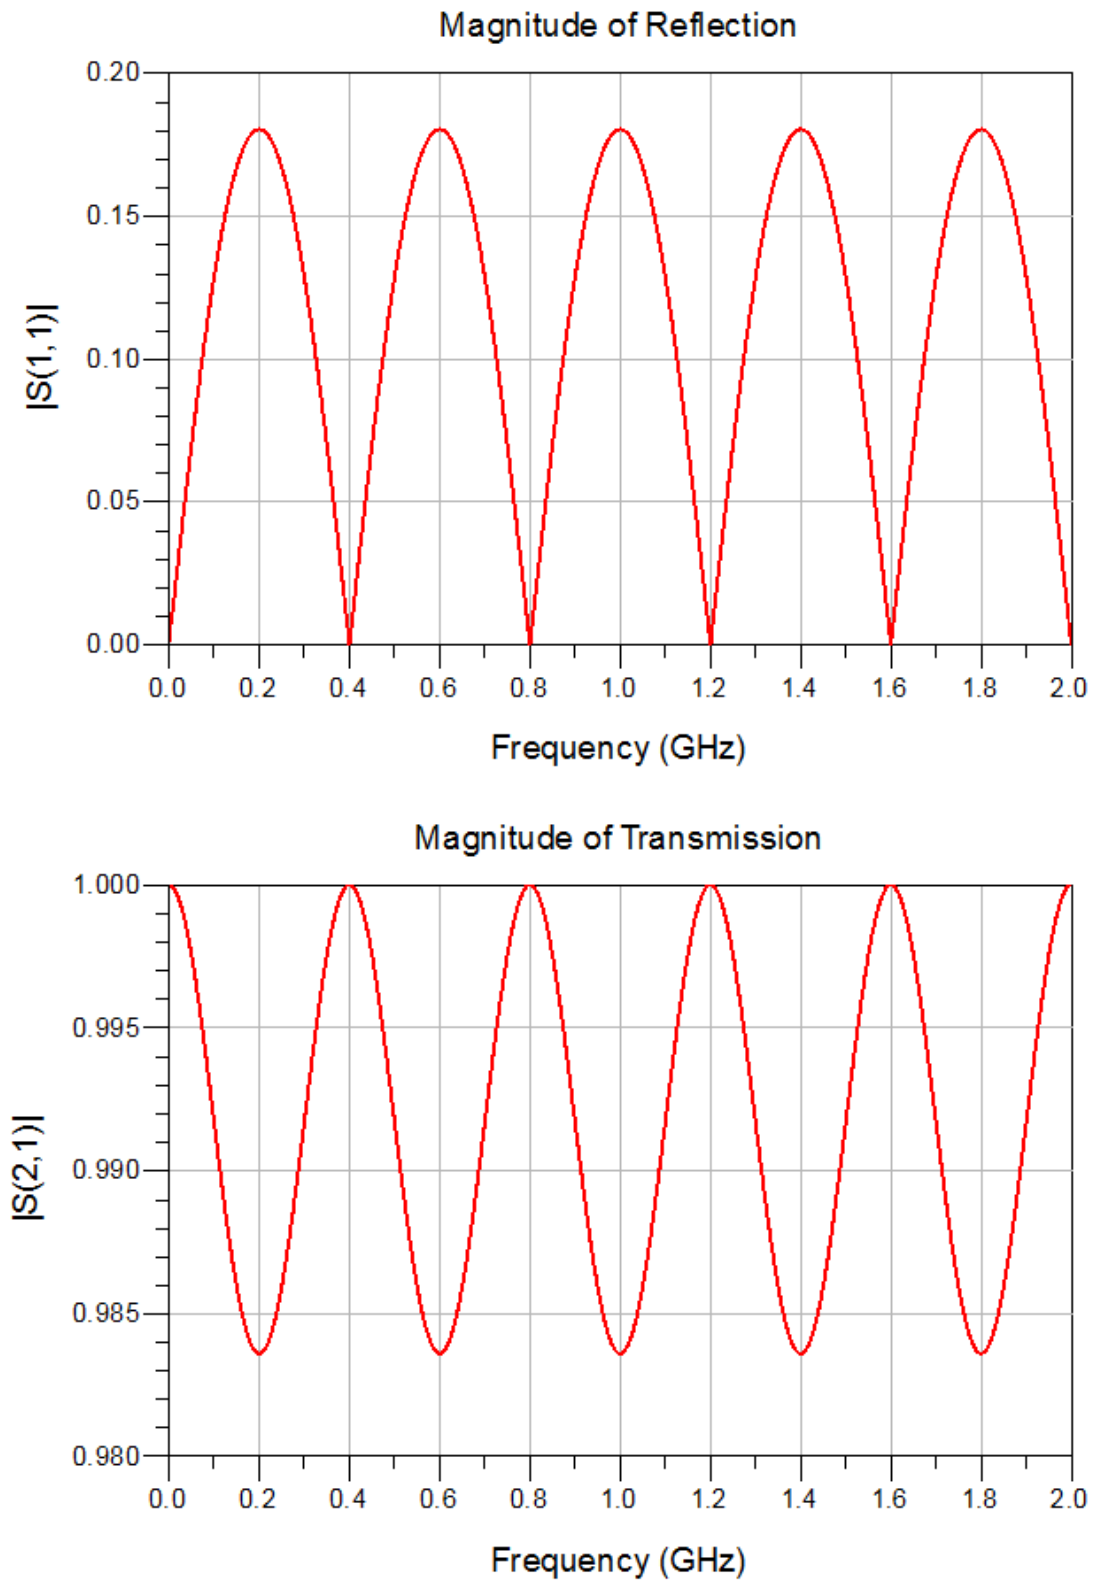 Magnitude of Reflection
0.20
0.15
0.10
0.05
0.00
|S(1,1)|
0.0 0.2 0.4 0.6 0.8 1.0 1.2 1.4 1.6 1.8 2.0
Frequency (GHz)
Magnitude of Transmission
1.000
0.995
0.990
0.985
0.980
|S(2,1)|
0.0 0.2 0.4 0.6 0.8 1.0 1.2 1.4 1.6 1.8 2.0
Frequency (GHz)